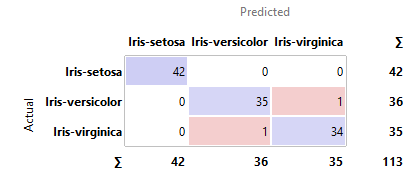 Predicted
Iris-setosa Iris-versicolor Iris-virginica Σ
Iris-setosa 42 0 0 42
Actual
Iris-versicolor 0 35 1 36
Iris-virginica 0 1 34 35
Σ 42 36 35 113